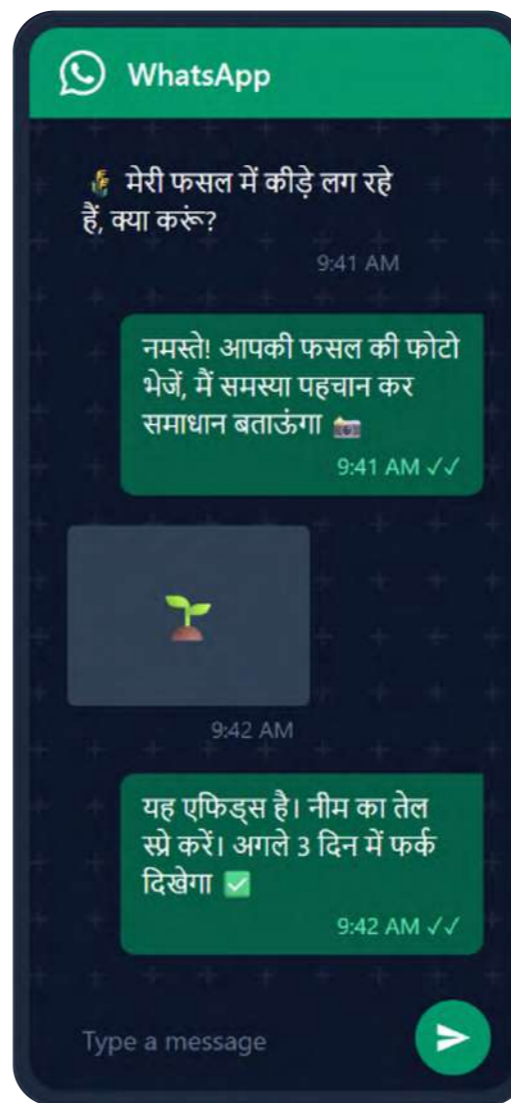 WhatsApp
🌾 मेरी फसल में कीड़े लग रहे
हैं, क्या करूं?
9:41 AM
नमस्ते! आपकी फसल की फोटो
भेजें, मैं समस्या पहचान कर
समाधान बताऊंगा 📷
9:41 AM ✓✓
9:42 AM
यह एफिड्स है। नीम का तेल
स्प्रे करें। अगले 3 दिन में फर्क
दिखेगा ✅
9:42 AM ✓✓
Type a message